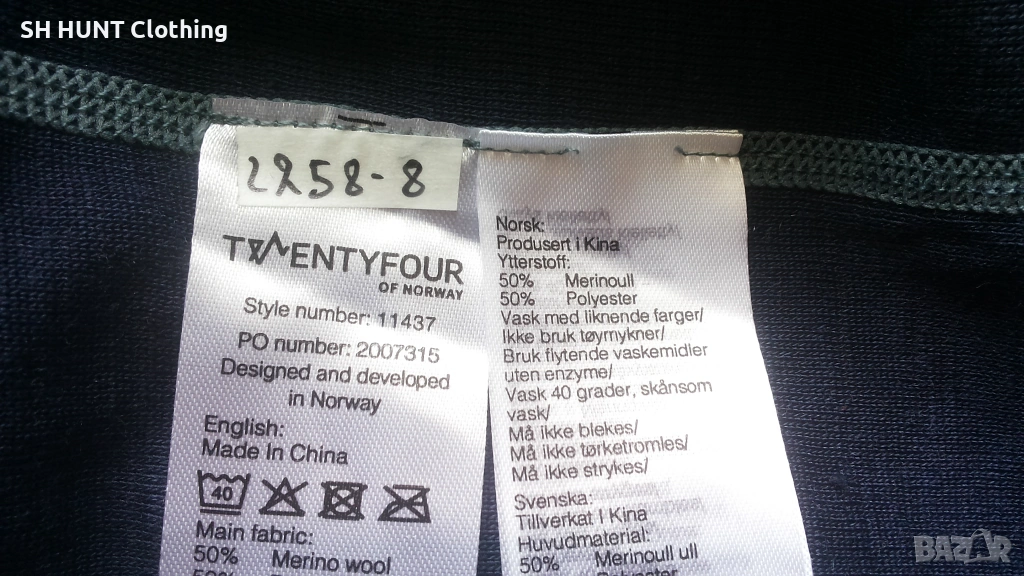 SH HUNT Clothing
2258-8
TWENTYFOUR
OF NORWAY
Style number: 11437
PO number: 2007315
Designed and developed
in Norway
English:
Made In China
40
Main fabric:
50% Merino wool
50%
Norsk:
Produsert i Kina
Ytterstoff:
50% Merinoull
50% Polyester
Vask med liknende farger/
Ikke bruk tøymykner/
Bruk flytende vaskemidler
uten enzyme/
Vask 40 grader, skånsom
vask/
Må ikke blekes/
Må ikke tørketromles/
Må ikke strykes/
Svenska:
Tillverkat I Kina
Huvudmaterial:
50% Merinoull ull
Polyester
BAZAR